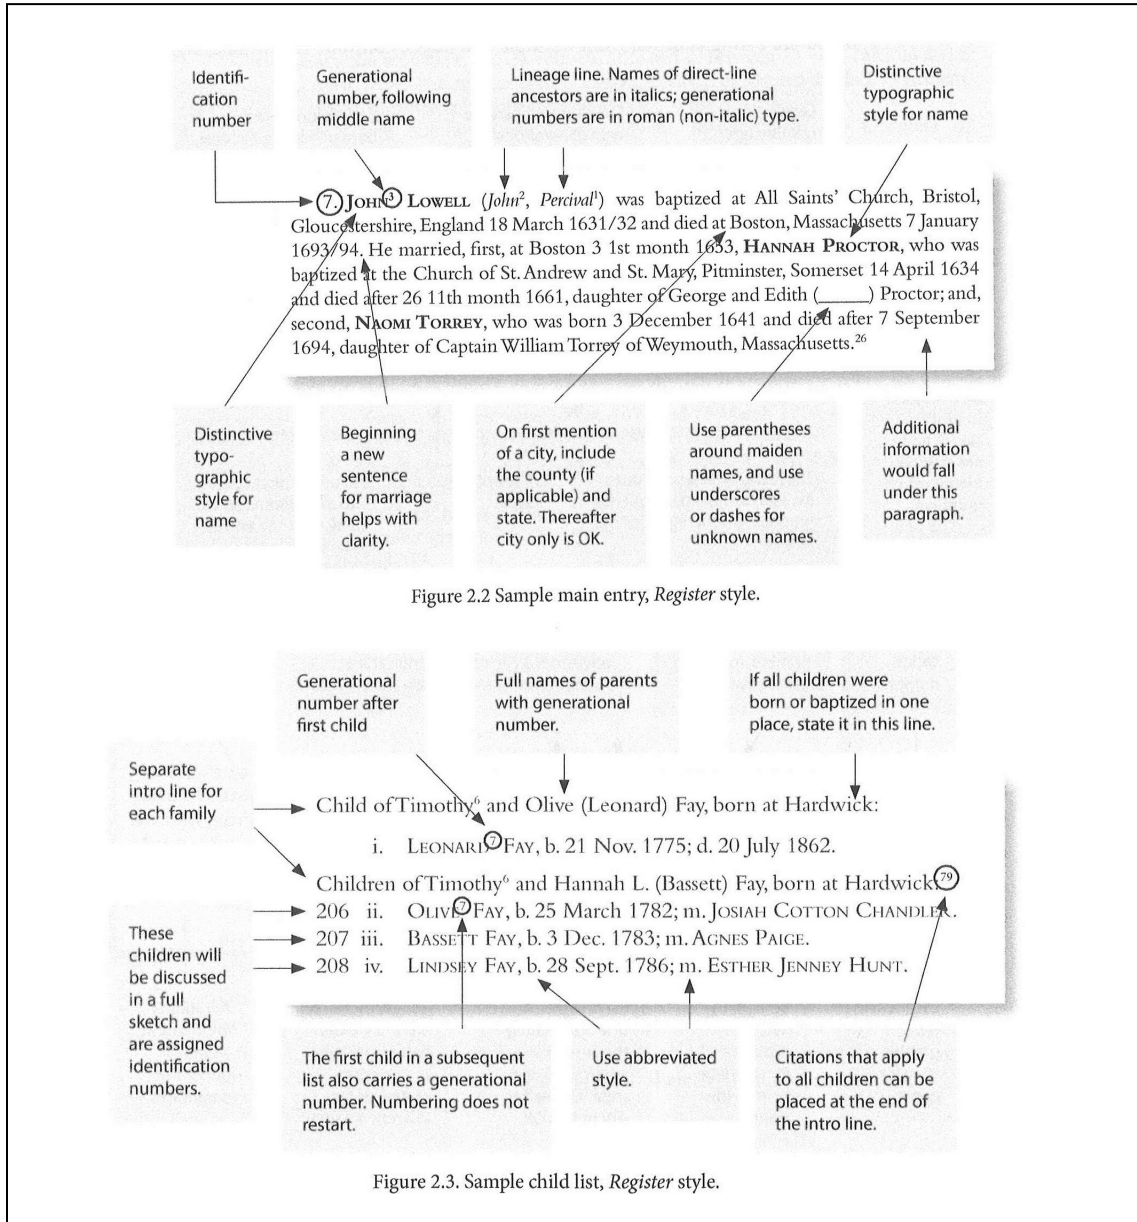 Identifi-
cation
number
Generational
number, following
middle name
Lineage line. Names of direct-line
ancestors are in italics; generational
numbers are in roman (non-italic) type.
Distinctive
typographic
style for name
7. JOHN³ LOWELL (John², Percival¹) was baptized at All Saints’ Church, Bristol,
Gloucestershire, England 18 March 1631/32 and died at Boston, Massachusetts 7 January
1693/94. He married, first, at Boston 3 1st month 1653, HANNAH PROCTOR, who was
baptized at the Church of St. Andrew and St. Mary, Pitminster, Somerset 14 April 1634
and died after 26 11th month 1661, daughter of George and Edith (______) Proctor; and,
second, NAOMI TORREY, who was born 3 December 1641 and died after 7 September
1694, daughter of Captain William Torrey of Weymouth, Massachusetts.²⁶
Distinctive
typo-
graphic
style for
name
Beginning
a new
sentence
for marriage
helps with
clarity.
On first mention
of a city, include
the county (if
applicable) and
state. Thereafter
city only is OK.
Use parentheses
around maiden
names, and use
underscores
or dashes for
unknown names.
Additional
information
would fall
under this
paragraph.
Figure 2.2 Sample main entry, Register style.
Generational
number after
first child
Full names of parents
with generational
number.
If all children were
born or baptized in one
place, state it in this line.
Separate
intro line for
each family
Child of Timothy⁶ and Olive (Leonard) Fay, born at Hardwick:
i. LEONARD⁷ FAY, b. 21 Nov. 1775; d. 20 July 1862.
Children of Timothy⁶ and Hannah L. (Bassett) Fay, born at Hardwick:⁷⁹
206 ii. OLIVE⁷ FAY, b. 25 March 1782; m. JOSIAH COTTON CHANDLER.
207 iii. BASSETT FAY, b. 3 Dec. 1783; m. AGNES PAIGE.
208 iv. LINDSEY FAY, b. 28 Sept. 1786; m. ESTHER JENNEY HUNT.
These
children will
be discussed
in a full
sketch and
are assigned
identification
numbers.
The first child in a subsequent
list also carries a generational
number. Numbering does not
restart.
Use abbreviated
style.
Citations that apply
to all children can be
placed at the end of
the intro line.
Figure 2.3. Sample child list, Register style.